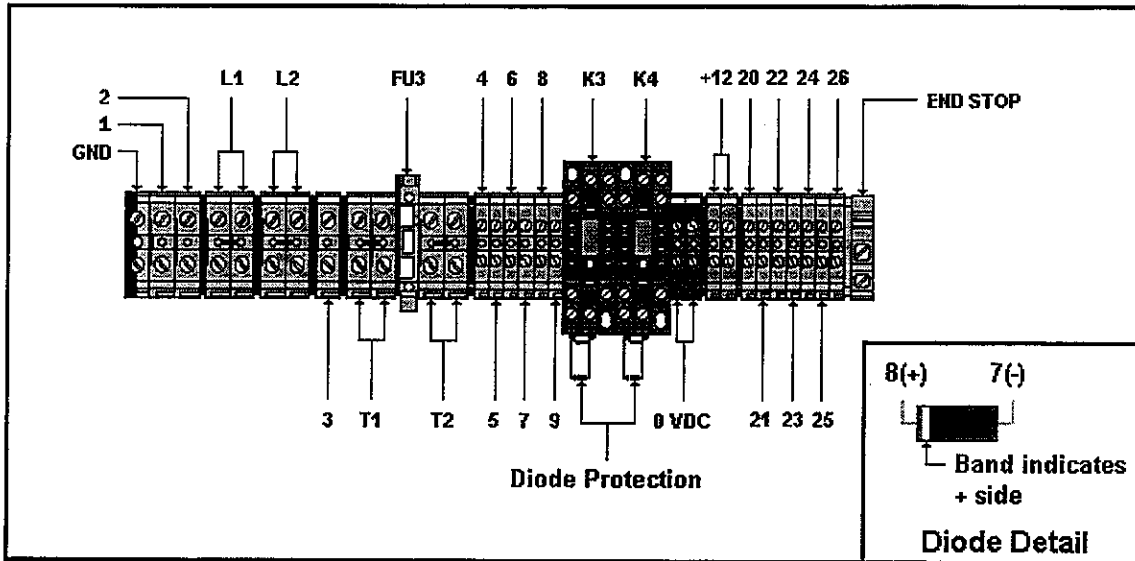 L1 L2 FU3 4 6 8 K3 K4 +12 20 22 24 26
2
1
GND
END STOP
3 T1 T2 5 7 9 0 VDC 21 23 25
Diode Protection
8(+) 7(-)
Band indicates
+ side
Diode Detail